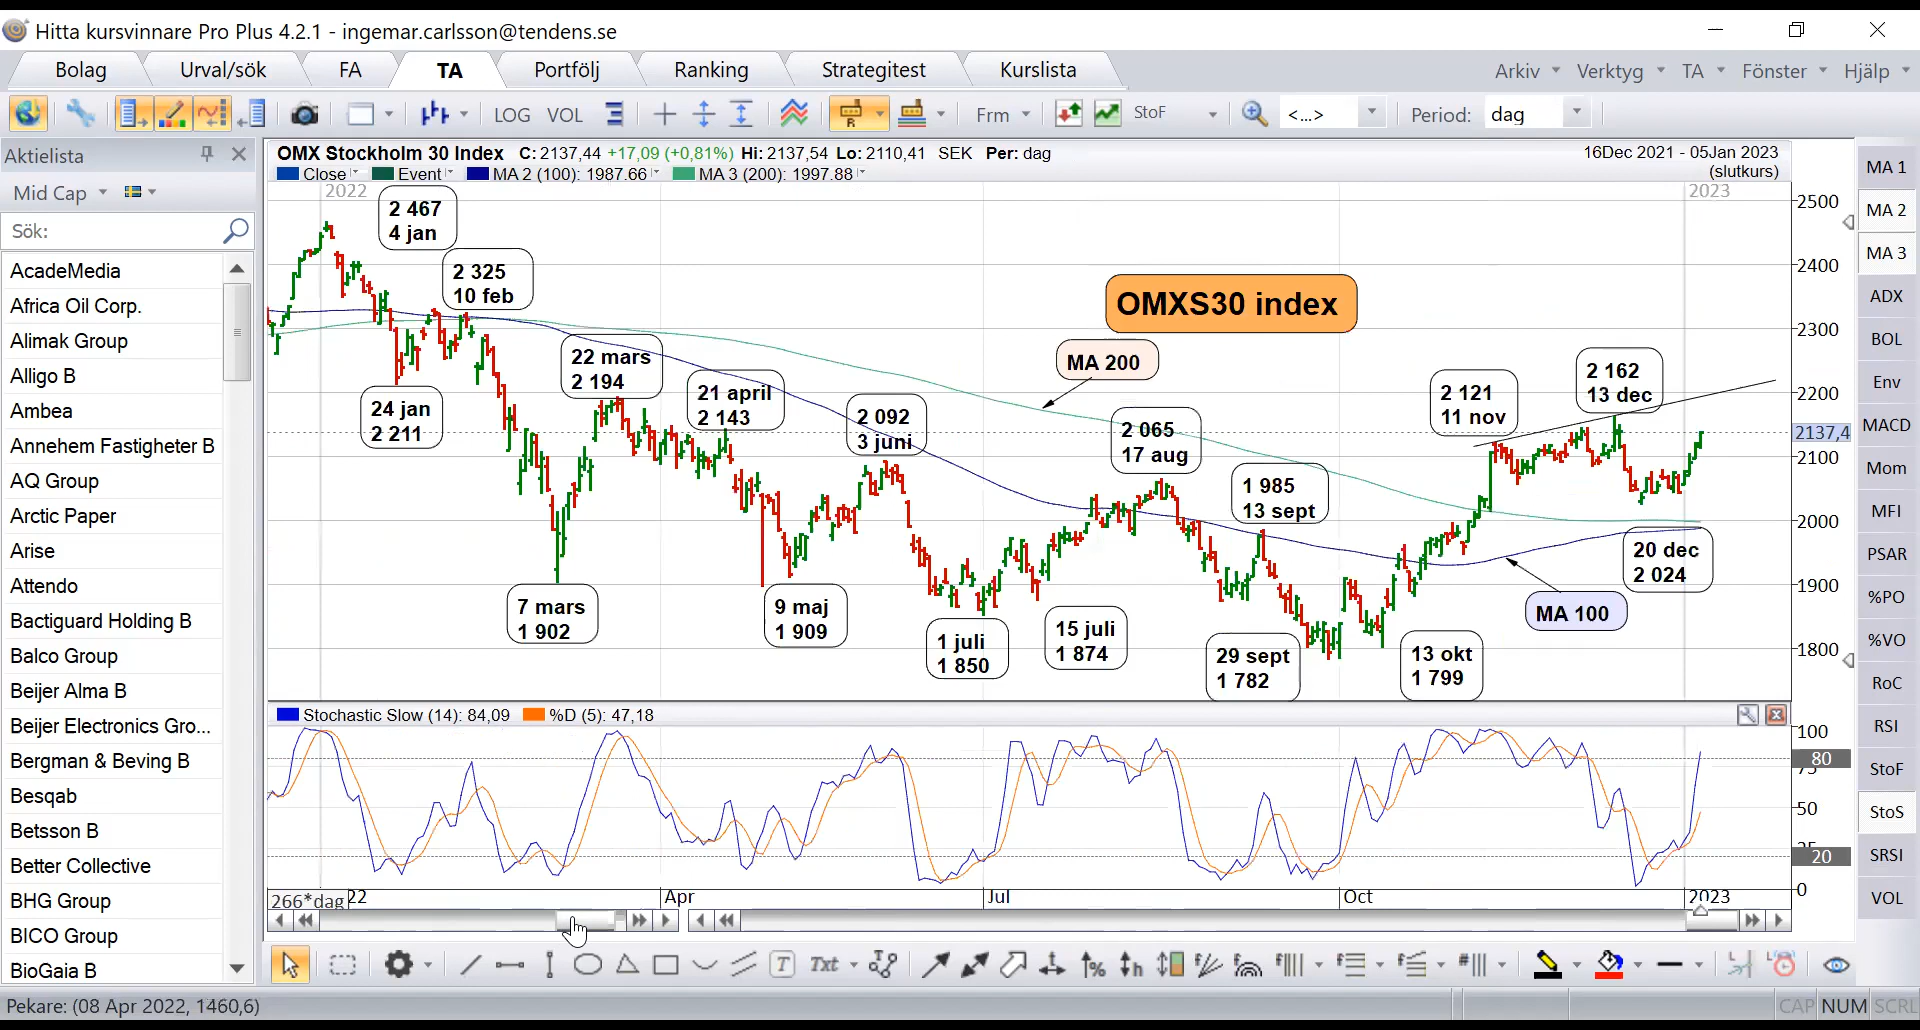 Hitta kursvinnare Pro Plus 4.2.1 - ingemar.carlsson@tendens.se
Bolag Urval/sök FA TA Portfölj Ranking Strategitest Kurslista Arkiv Verktyg TA Fönster Hjälp
R LOG VOL Frm StoF <...> Period: dag
Aktielista
Mid Cap
Sök:
AcadeMedia
Africa Oil Corp.
Alimak Group
Alligo B
Ambea
Annehem Fastigheter B
AQ Group
Arctic Paper
Arise
Attendo
Bactiguard Holding B
Balco Group
Beijer Alma B
Beijer Electronics Gro...
Bergman & Beving B
Besqab
Betsson B
Better Collective
BHG Group
BICO Group
BioGaia B
OMX Stockholm 30 Index C: 2137,44 +17,09 (+0,81%) Hi: 2137,54 Lo: 2110,41 SEK Per: dag
16Dec 2021 - 05Jan 2023
(slutkurs)
Close Event MA 2 (100): 1987.66 MA 3 (200): 1997.88
2022
2023
2 467
4 jan
2 325
10 feb
24 jan
2 211
22 mars
2 194
21 april
2 143
7 mars
1 902
9 maj
1 909
2 092
3 juni
1 juli
1 850
15 juli
1 874
OMXS30 index
MA 200
2 065
17 aug
1 985
13 sept
29 sept
1 782
13 okt
1 799
2 121
11 nov
2 162
13 dec
20 dec
2 024
MA 100
2500
2400
2300
2200
2137,4
2100
2000
1900
1800
Stochastic Slow (14): 84,09 %D (5): 47,18
100
80
75
50
25
20
0
266*dag 22 Apr Jul Oct 2023
MA 1
MA 2
MA 3
ADX
BOL
Env
MACD
Mom
MFI
PSAR
%PO
%VO
RoC
RSI
StoF
StoS
SRSI
VOL
T Txt % h #
Pekare: (08 Apr 2022, 1460,6)
CAP NUM SCRL